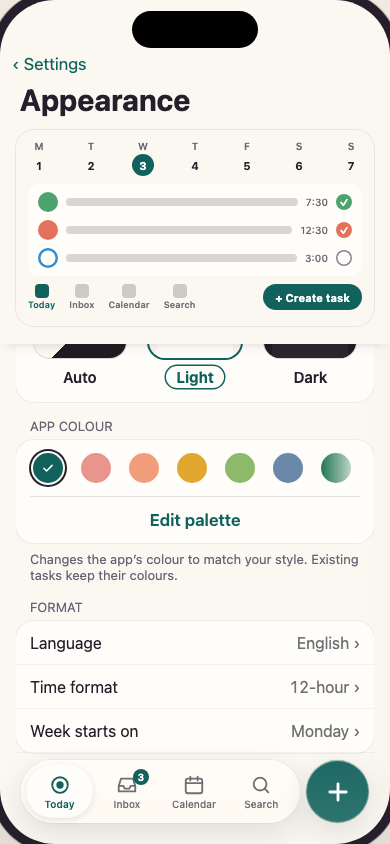 ‹ Settings
Appearance
M T W T F S S
1 2 3 4 5 6 7
7:30
12:30
3:00
Today Inbox Calendar Search
+ Create task
Auto Light Dark
APP COLOUR
Edit palette
Changes the app's colour to match your style. Existing
tasks keep their colours.
FORMAT
Language English ›
Time format 12-hour ›
Week starts on Monday ›
3
Today Inbox Calendar Search